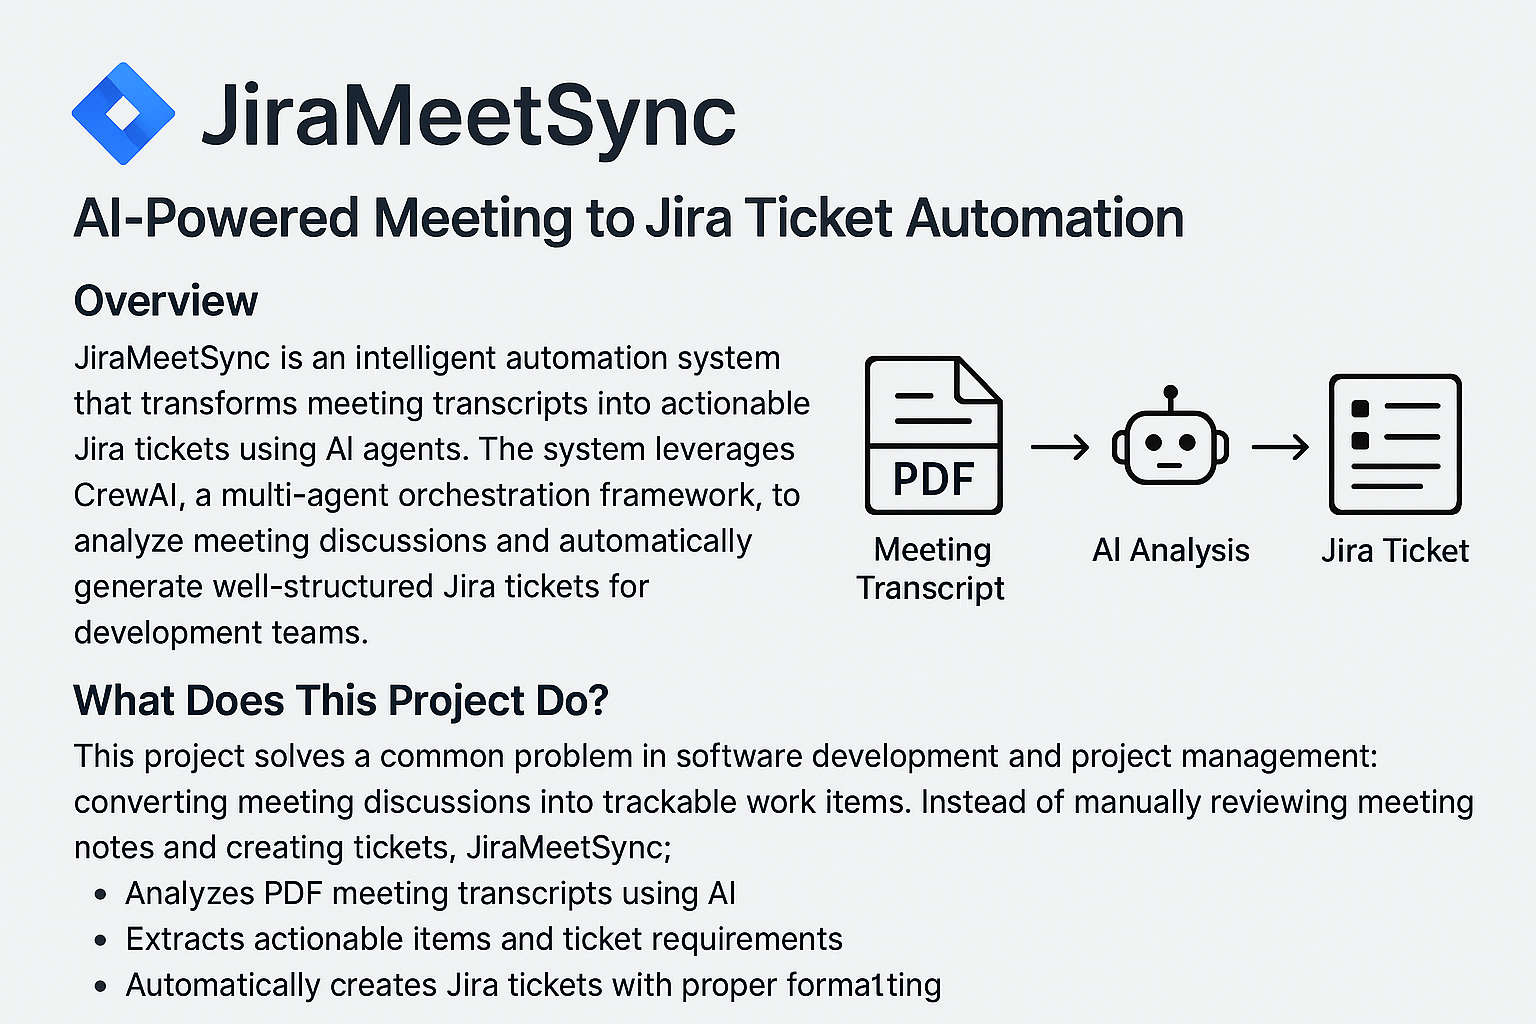 JiraMeetSync
AI-Powered Meeting to Jira Ticket Automation
Overview
JiraMeetSync is an intelligent automation system
that transforms meeting transcripts into actionable
Jira tickets using AI agents. The system leverages
CrewAI, a multi-agent orchestration framework, to
analyze meeting discussions and automatically
generate well-structured Jira tickets for
development teams.
PDF
Meeting
Transcript
AI Analysis
Jira Ticket
What Does This Project Do?
This project solves a common problem in software development and project management:
converting meeting discussions into trackable work items. Instead of manually reviewing meeting
notes and creating tickets, JiraMeetSync;
• Analyzes PDF meeting transcripts using AI
• Extracts actionable items and ticket requirements
• Automatically creates Jira tickets with proper formatting